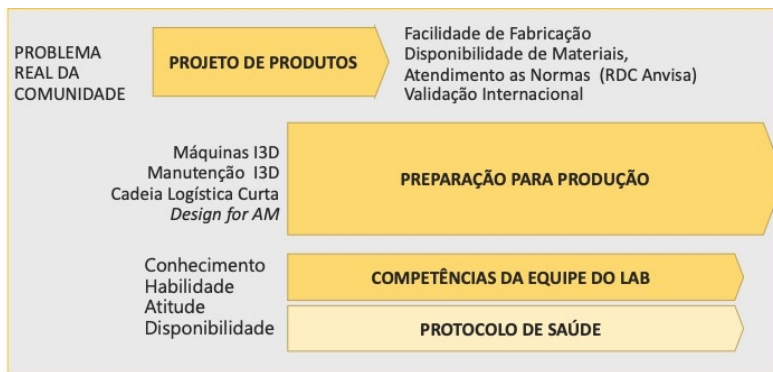 PROBLEMA
REAL DA
COMUNIDADE
PROJETO DE PRODUTOS
Facilidade de Fabricação
Disponibilidade de Materiais,
Atendimento as Normas (RDC Anvisa)
Validação Internacional
Máquinas I3D
Manutenção I3D
Cadeia Logística Curta
Design for AM
PREPARAÇÃO PARA PRODUÇÃO
Conhecimento
Habilidade
Atitude
Disponibilidade
COMPETÊNCIAS DA EQUIPE DO LAB
PROTOCOLO DE SAÚDE